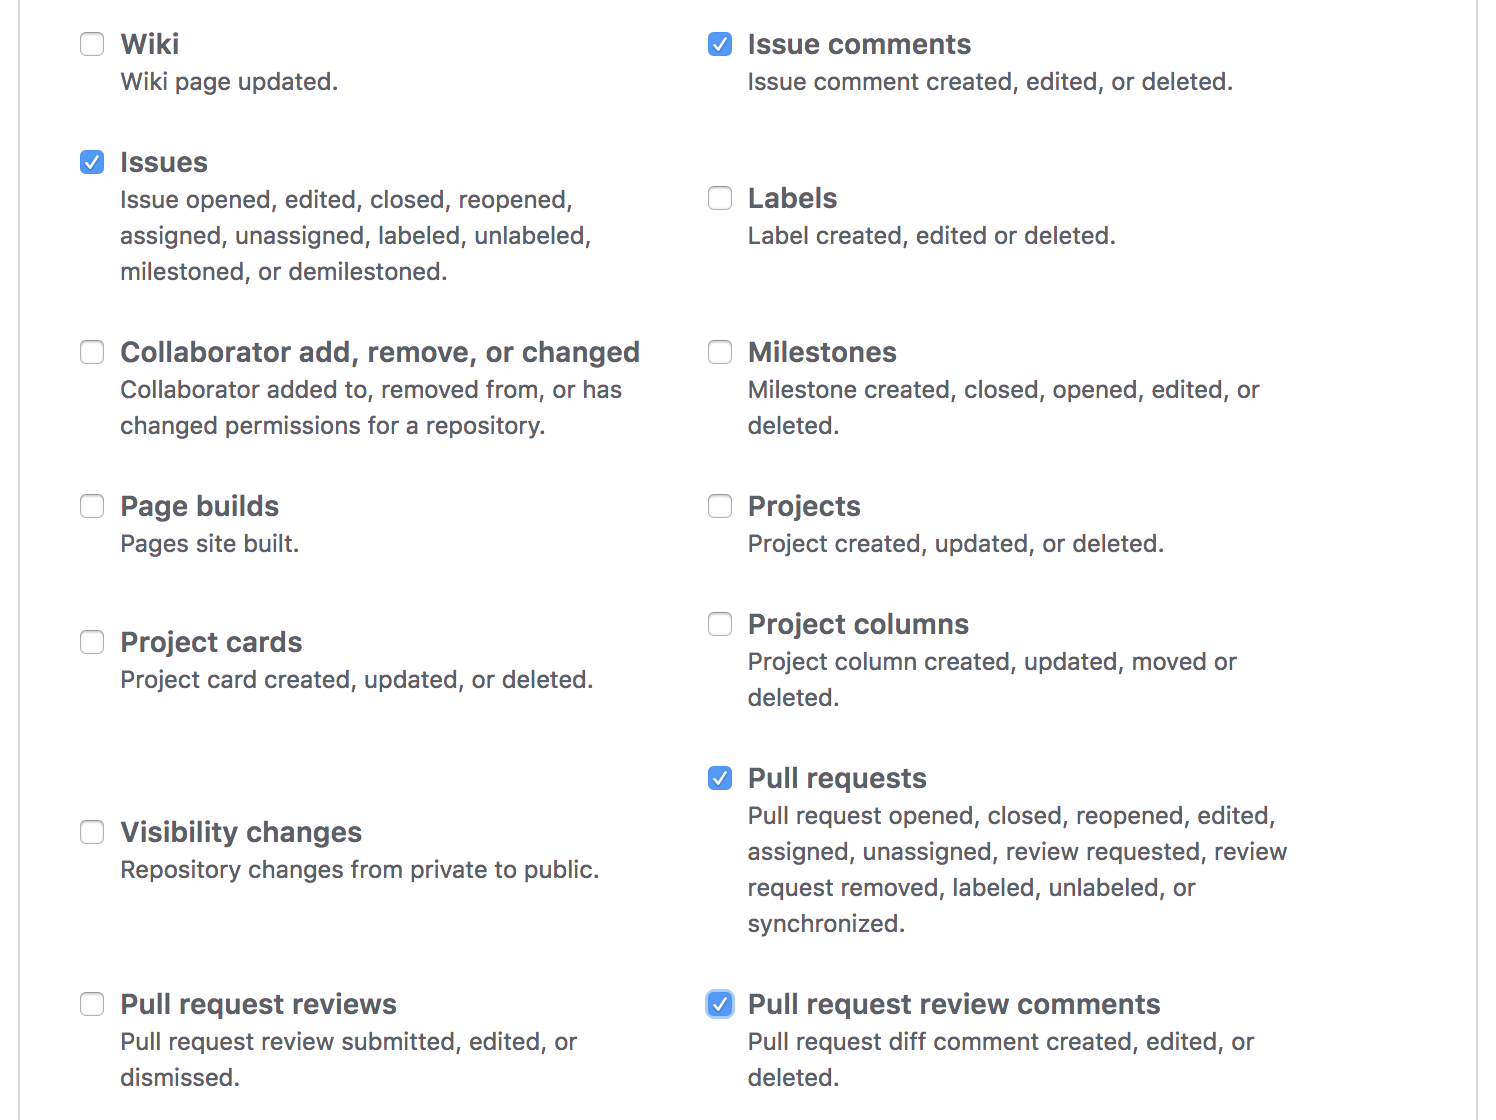 Wiki
Wiki page updated.
Issue comments
Issue comment created, edited, or deleted.
Issues
Issue opened, edited, closed, reopened,
assigned, unassigned, labeled, unlabeled,
milestoned, or demilestoned.
Labels
Label created, edited or deleted.
Collaborator add, remove, or changed
Collaborator added to, removed from, or has
changed permissions for a repository.
Milestones
Milestone created, closed, opened, edited, or
deleted.
Page builds
Pages site built.
Projects
Project created, updated, or deleted.
Project cards
Project card created, updated, or deleted.
Project columns
Project column created, updated, moved or
deleted.
Visibility changes
Repository changes from private to public.
Pull requests
Pull request opened, closed, reopened, edited,
assigned, unassigned, review requested, review
request removed, labeled, unlabeled, or
synchronized.
Pull request reviews
Pull request review submitted, edited, or
dismissed.
Pull request review comments
Pull request diff comment created, edited, or
deleted.